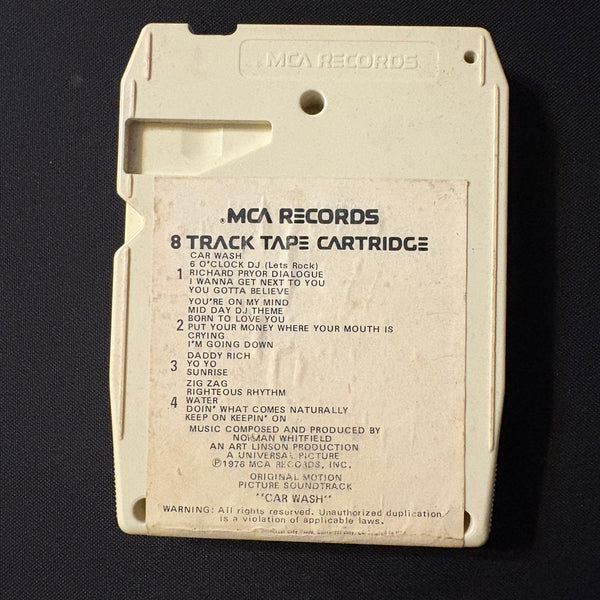 MCA RECORDS
MCA RECORDS
8 TRACK TAPE CARTRIDGE
1 CAR WASH
6 O'CLOCK DJ (Lets Rock)
RICHARD PRYOR DIALOGUE
I WANNA GET NEXT TO YOU
YOU GOTTA BELIEVE
2 YOU'RE ON MY MIND
MID DAY DJ THEME
BORN TO LOVE YOU
PUT YOUR MONEY WHERE YOUR MOUTH IS
CRYING
I'M GOING DOWN
3 DADDY RICH
YO YO
SUNRISE
4 ZIG ZAG
RIGHTEOUS RHYTHM
WATER
DOIN' WHAT COMES NATURALLY
KEEP ON KEEPIN' ON
MUSIC COMPOSED AND PRODUCED BY
NORMAN WHITFIELD
AN ART LINSON PRODUCTION
A UNIVERSAL PICTURE
Ⓟ1976 MCA RECORDS, INC.
ORIGINAL MOTION
PICTURE SOUNDTRACK
"CAR WASH"
WARNING: All rights reserved. Unauthorized duplication
is a violation of applicable laws.